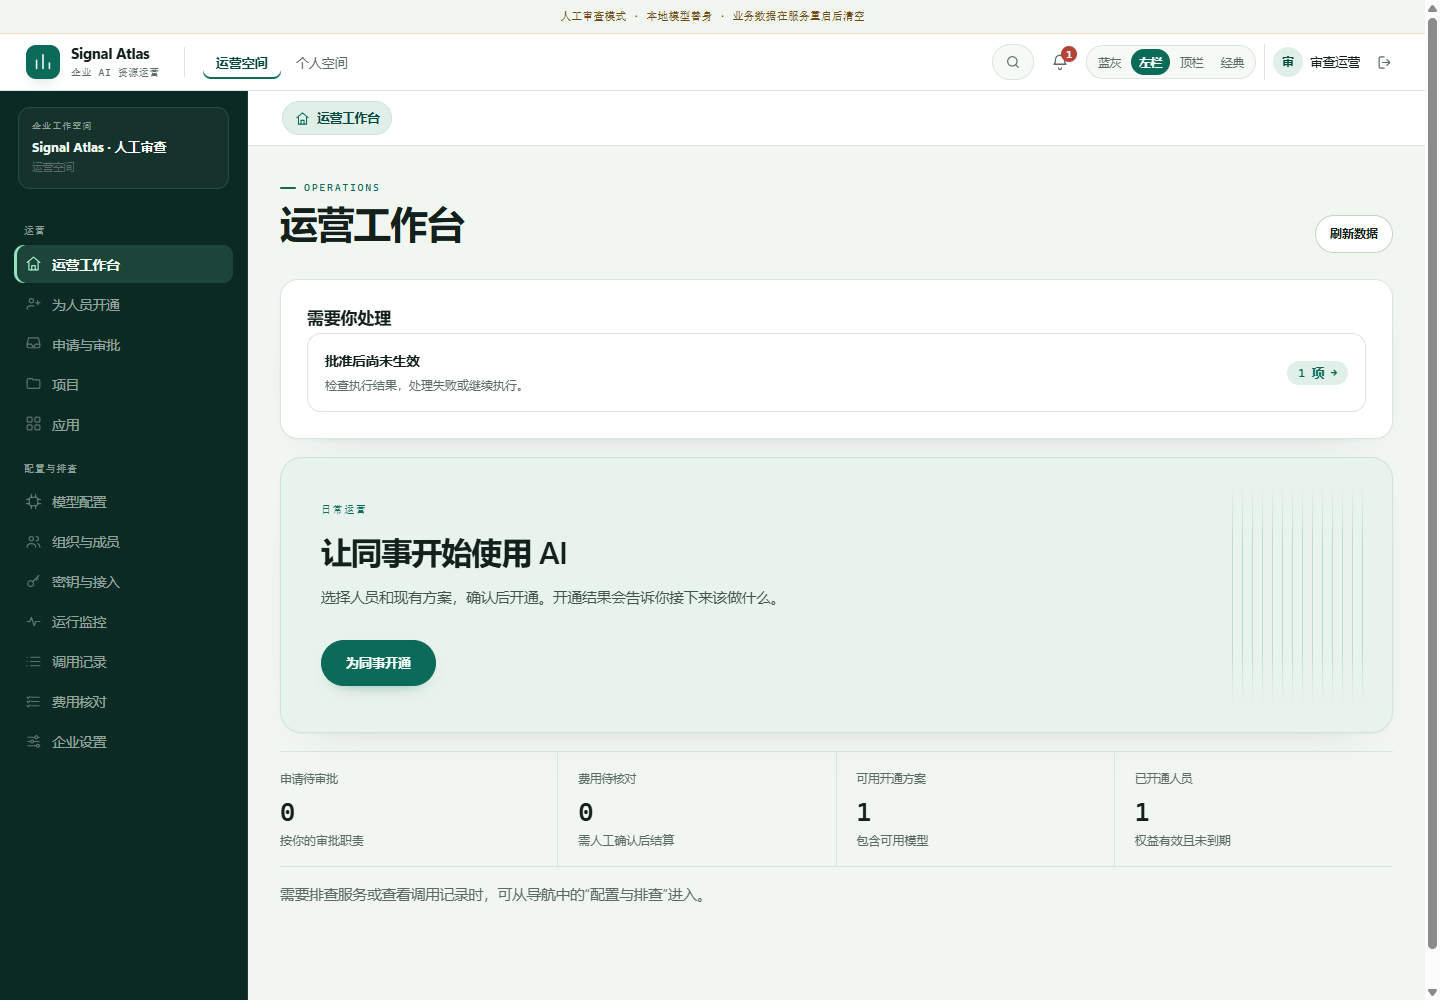 人工审查模式 · 本地模型替身 · 业务数据在服务重启后清空
Signal Atlas
企业 AI 资源运营
运营空间
个人空间
1
蓝灰
左栏
顶栏
经典
审
审查运营
企业工作空间
Signal Atlas · 人工审查
运营空间
运营
运营工作台
为人员开通
申请与审批
项目
应用
配置与排查
模型配置
组织与成员
密钥与接入
运行监控
调用记录
费用核对
企业设置
运营工作台
OPERATIONS
运营工作台
刷新数据
需要你处理
批准后尚未生效
检查执行结果，处理失败或继续执行。
1 项 →
日常运营
让同事开始使用 AI
选择人员和现有方案，确认后开通。开通结果会告诉你接下来该做什么。
为同事开通
申请待审批
0
按你的审批职责
费用待核对
0
需人工确认后结算
可用开通方案
1
包含可用模型
已开通人员
1
权益有效且未到期
需要排查服务或查看调用记录时，可从导航中的“配置与排查”进入。